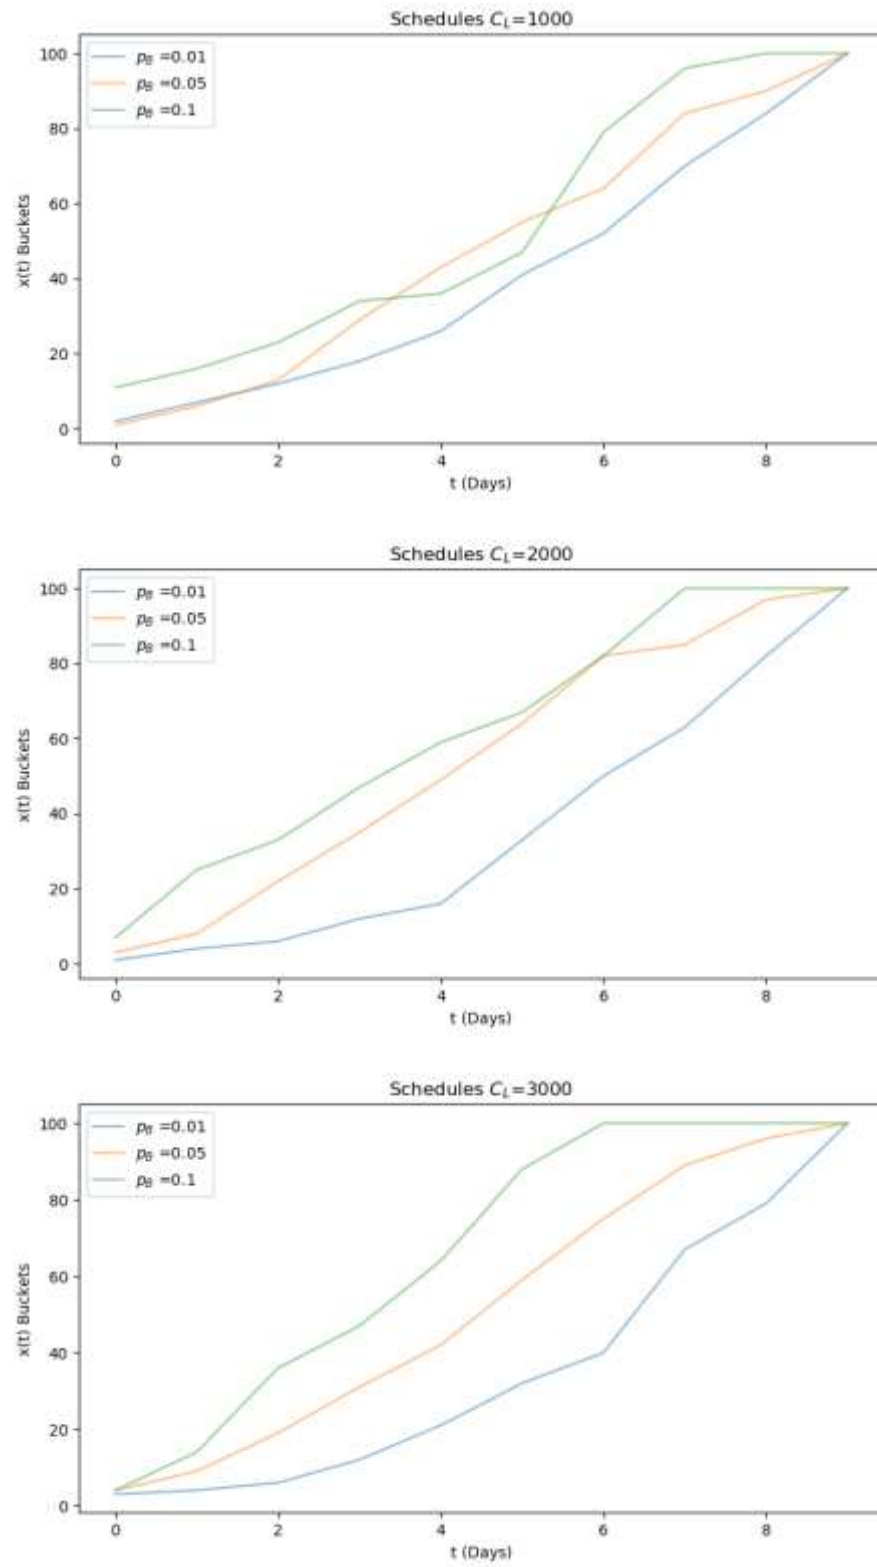 Schedules C_L=1000
p_B =0.01
p_B =0.05
p_B =0.1
100
80
60
40
20
0
x(t) Buckets
0 2 4 6 8
t (Days)
Schedules C_L=2000
p_B =0.01
p_B =0.05
p_B =0.1
100
80
60
40
20
0
x(t) Buckets
0 2 4 6 8
t (Days)
Schedules C_L=3000
p_B =0.01
p_B =0.05
p_B =0.1
100
80
60
40
20
0
x(t) Buckets
0 2 4 6 8
t (Days)